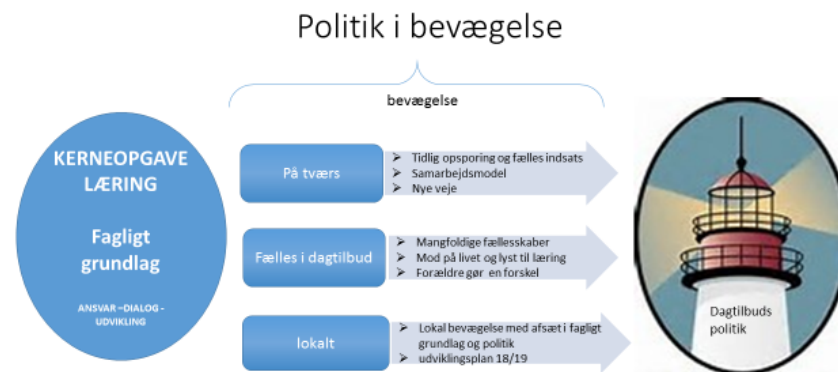 Politik i bevægelse
bevægelse
KERNEOPGAVE
LÆRING
Fagligt
grundlag
ANSVAR –DIALOG -
UDVIKLING
På tværs
Tidlig opsporing og fælles indsats
Samarbejdsmodel
Nye veje
Fælles i dagtilbud
Mangfoldige fællesskaber
Mod på livet og lyst til læring
Forældre gør en forskel
lokalt
Lokal bevægelse med afsæt i fagligt
grundlag og politik
udviklingsplan 18/19
Dagtilbuds
politik